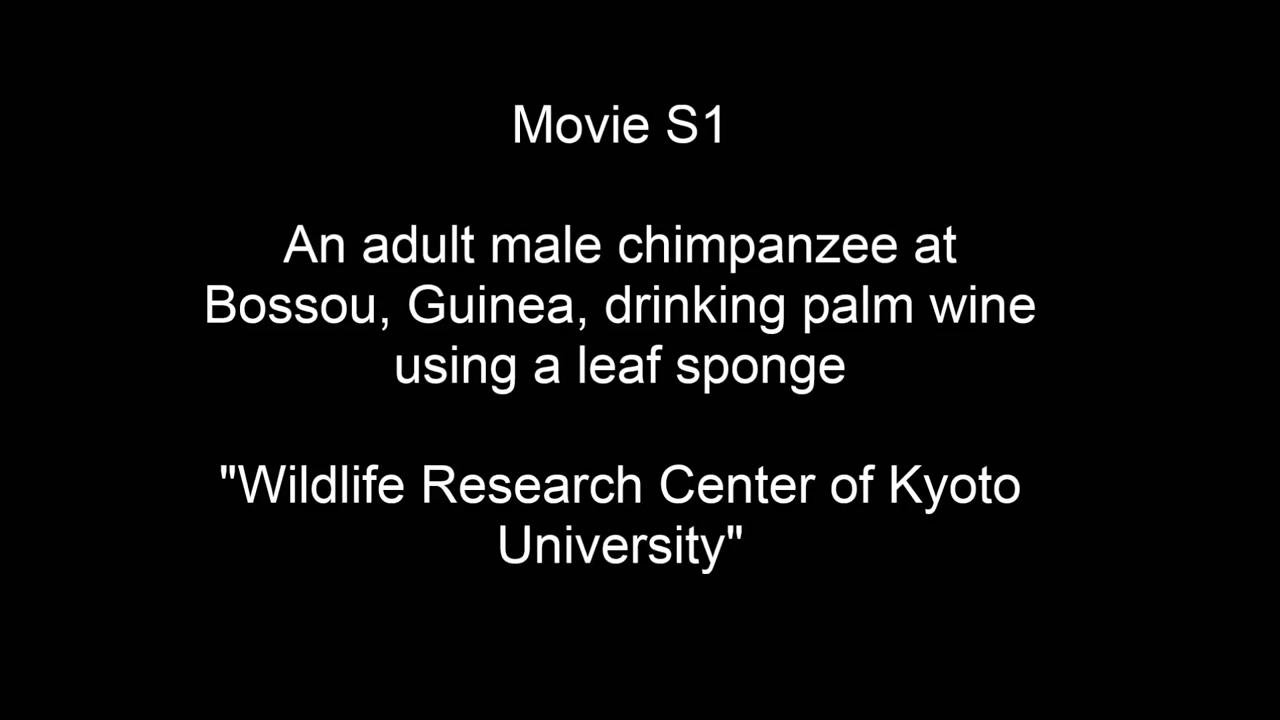 Movie S1
An adult male chimpanzee at
Bossou, Guinea, drinking palm wine
using a leaf sponge
"Wildlife Research Center of Kyoto
University"